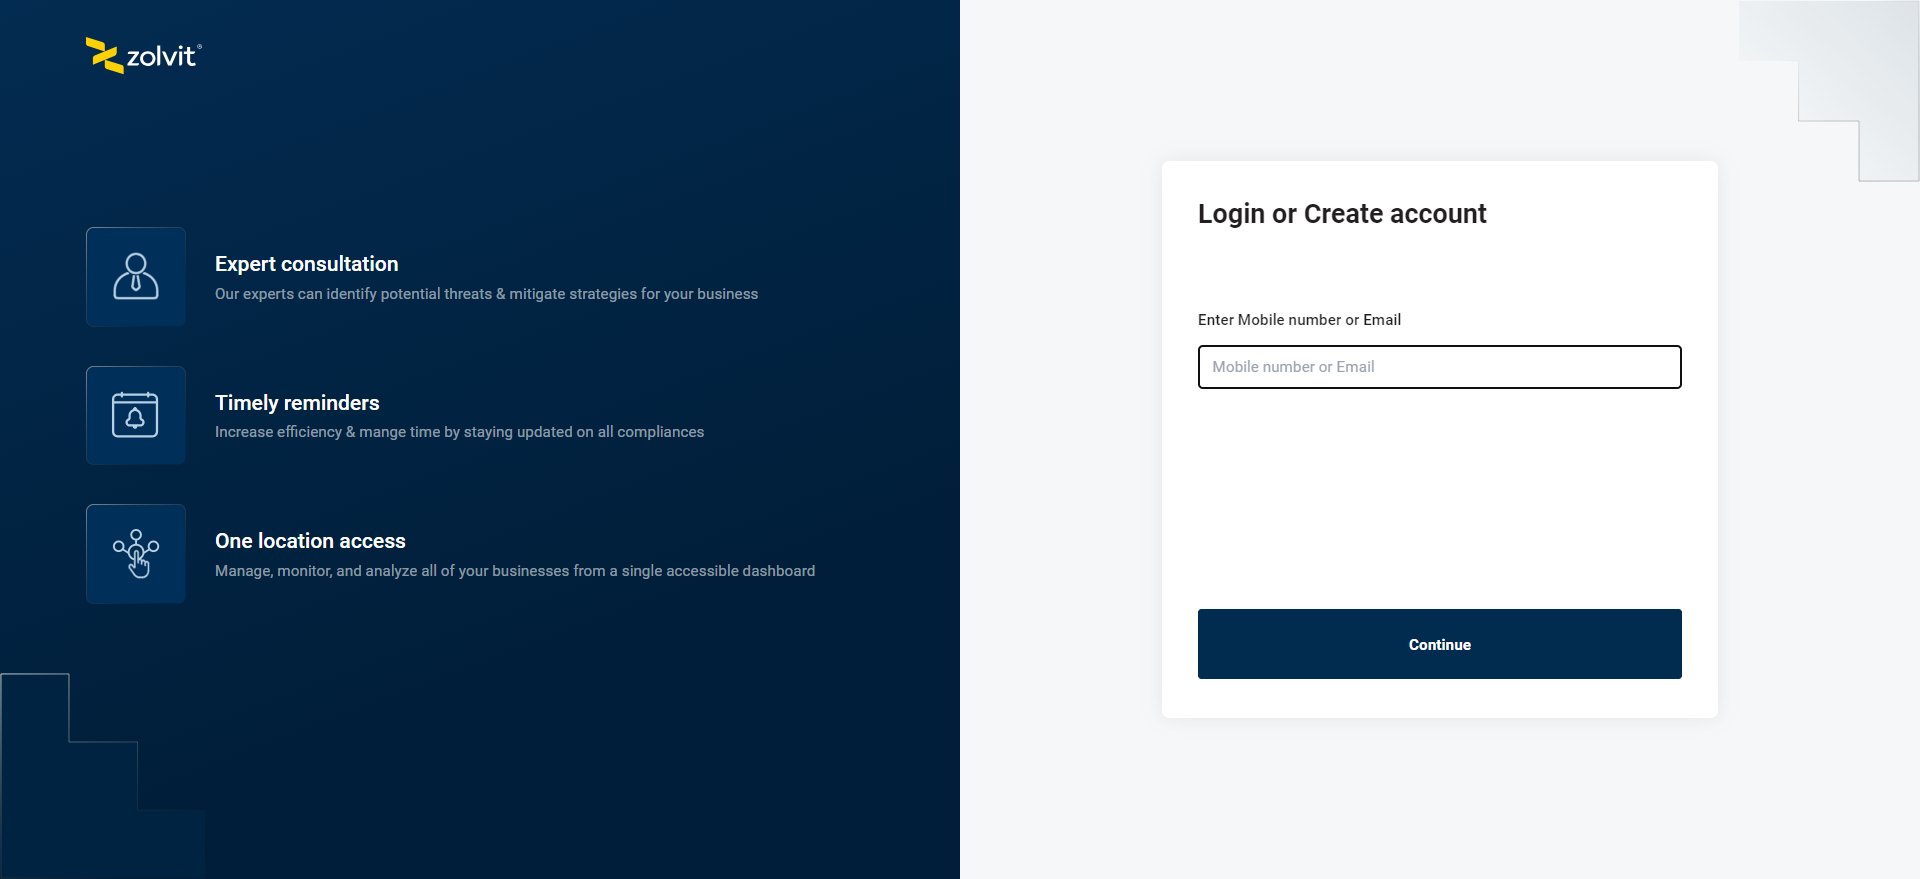 zolvit®
Expert consultation
Our experts can identify potential threats & mitigate strategies for your business
Timely reminders
Increase efficiency & mange time by staying updated on all compliances
One location access
Manage, monitor, and analyze all of your businesses from a single accessible dashboard
Login or Create account
Enter Mobile number or Email
Mobile number or Email
Continue